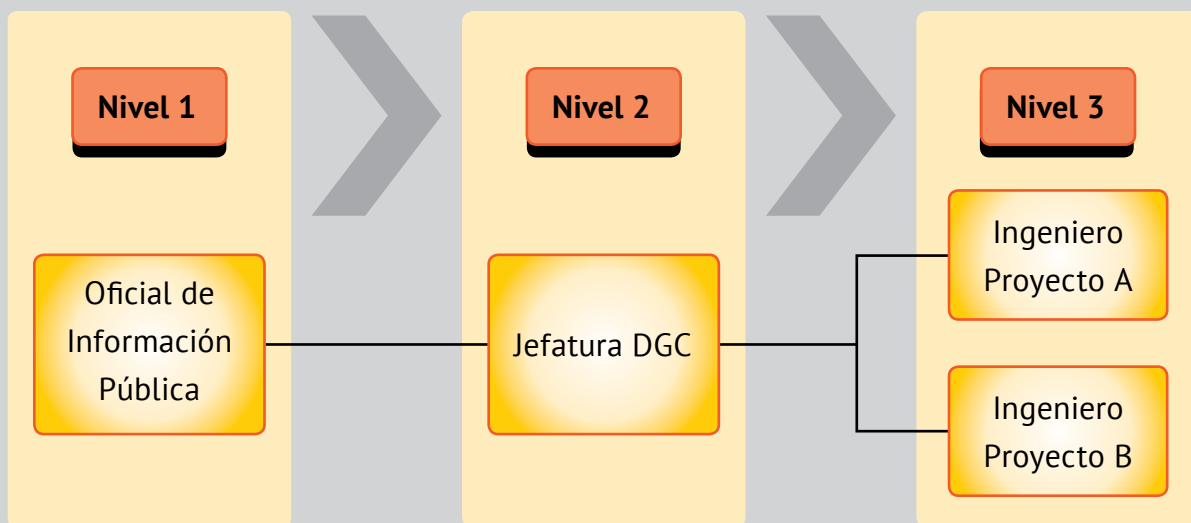 Nivel 1
Oficial de
Información
Pública
Nivel 2
Jefatura DGC
Nivel 3
Ingeniero
Proyecto A
Ingeniero
Proyecto B